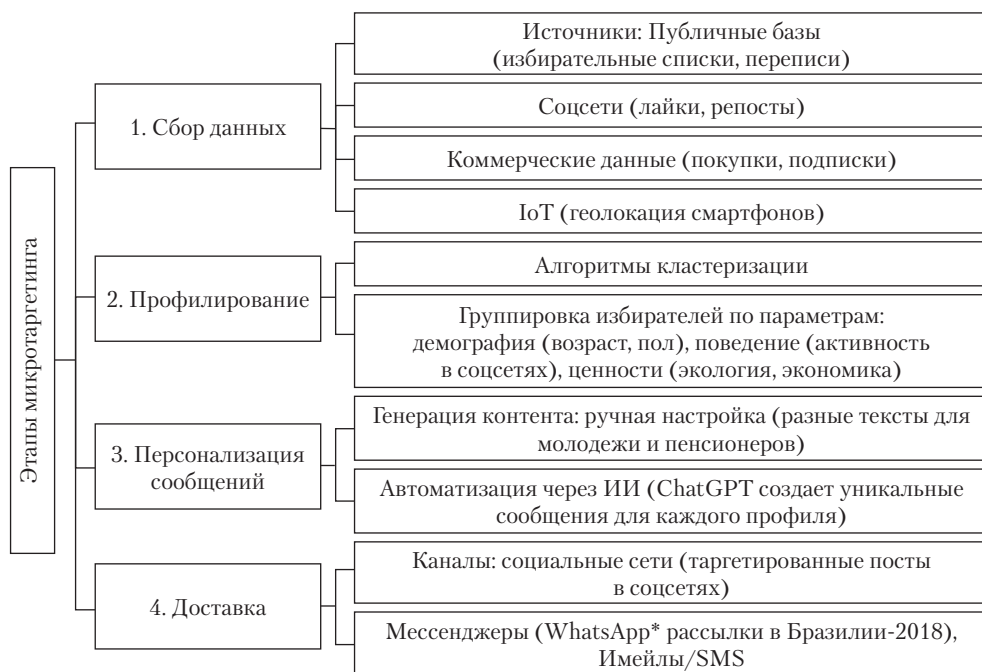 Этапы микротаргетинга
1. Сбор данных
Источники: Публичные базы
(избирательные списки, переписи)
Соцсети (лайки, репосты)
Коммерческие данные (покупки, подписки)
IoT (геолокация смартфонов)
2. Профилирование
Алгоритмы кластеризации
Группировка избирателей по параметрам:
демография (возраст, пол), поведение (активность
в соцсетях), ценности (экология, экономика)
3. Персонализация
сообщений
Генерация контента: ручная настройка (разные тексты для
молодежи и пенсионеров)
Автоматизация через ИИ (ChatGPT создает уникальные
сообщения для каждого профиля)
4. Доставка
Каналы: социальные сети (таргетированные посты
в соцсетях)
Мессенджеры (WhatsApp* рассылки в Бразилии-2018),
Имейлы/SMS